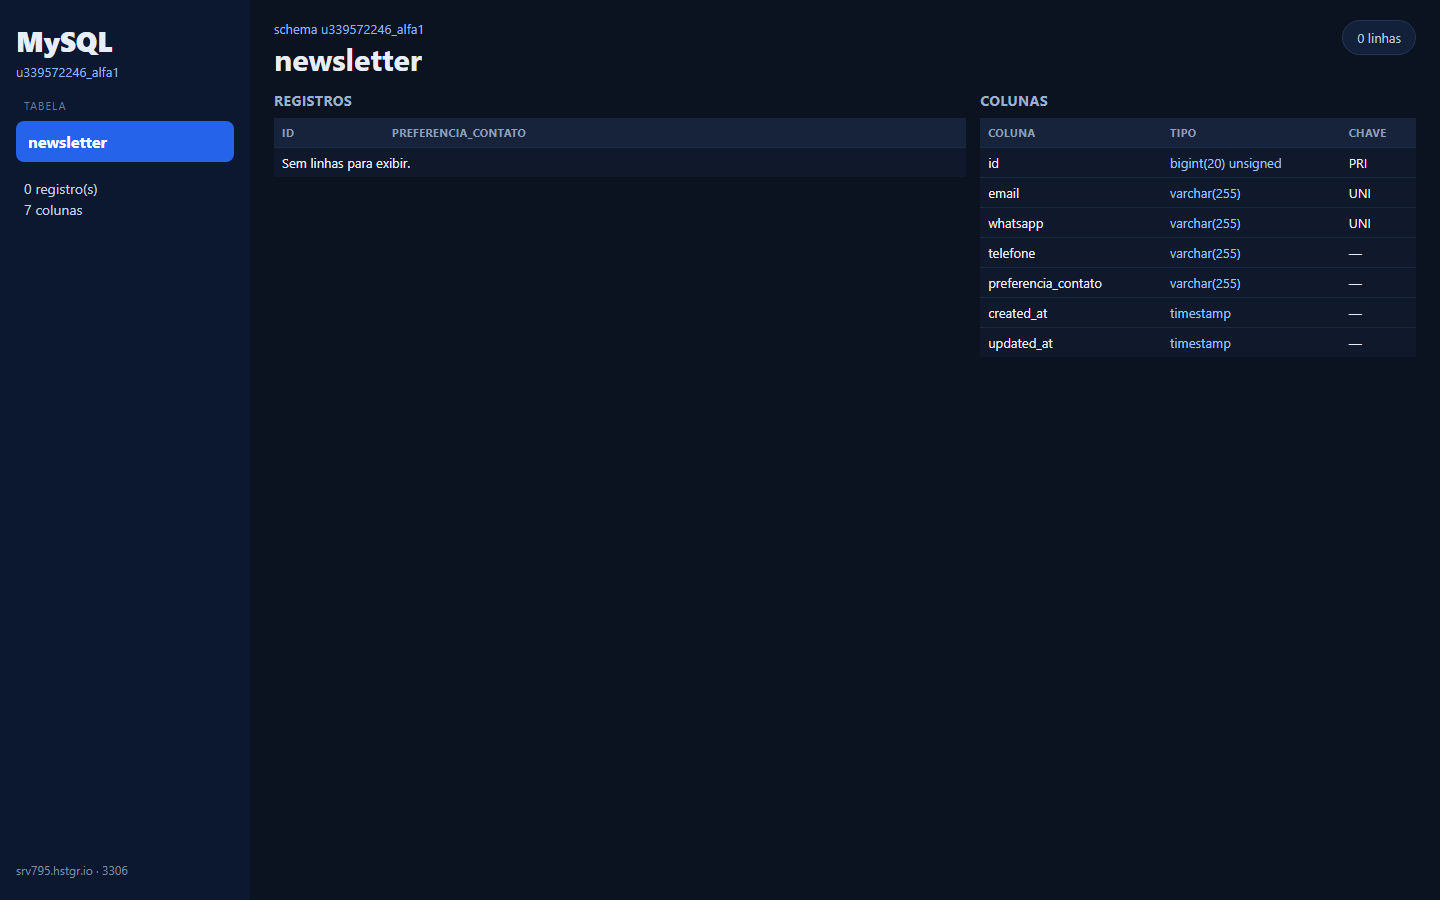 MySQL
u339572246_alfa1
TABELA
newsletter
0 registro(s)
7 colunas
srv795.hstgr.io · 3306
schema u339572246_alfa1
newsletter
0 linhas
REGISTROS
ID PREFERENCIA_CONTATO
Sem linhas para exibir.
COLUNAS
COLUNA TIPO CHAVE
id bigint(20) unsigned PRI
email varchar(255) UNI
whatsapp varchar(255) UNI
telefone varchar(255) —
preferencia_contato varchar(255) —
created_at timestamp —
updated_at timestamp —